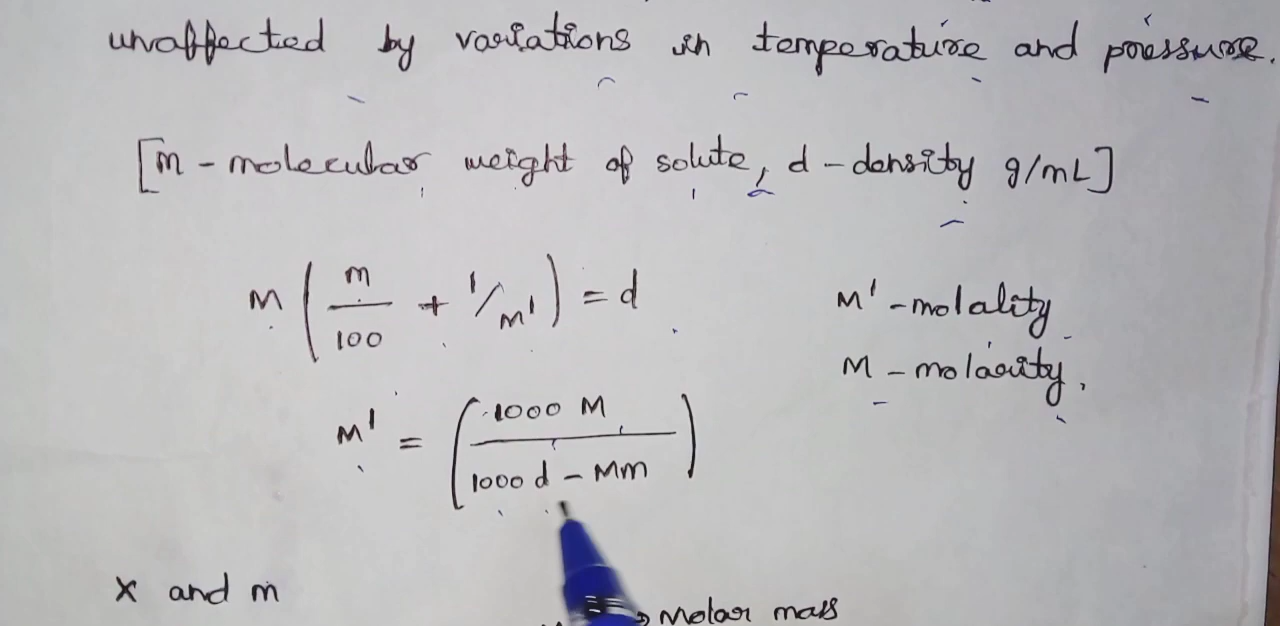 unaffected by variations in temperature and pressure.
[m - molecular weight of solute, d - density g/mL]
M ( m/100 + 1/M' ) = d
M' - molality
M - molarity.
M' = ( 1000 M / 1000 d - Mm )
x and m
Molar mass